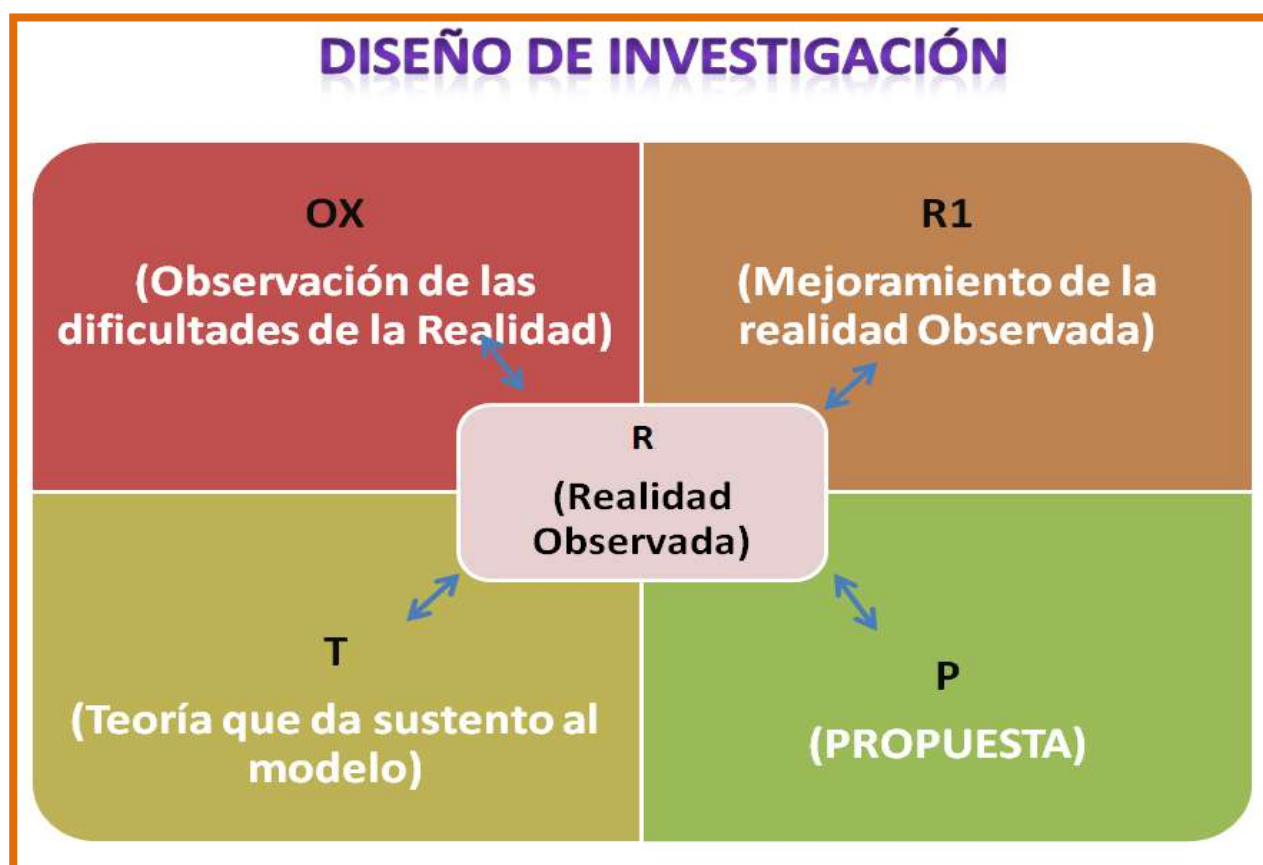 DISEÑO DE INVESTIGACIÓN
OX
(Observación de las
dificultades de la Realidad)
R1
(Mejoramiento de la
realidad Observada)
R
(Realidad
Observada)
T
(Teoría que da sustento al
modelo)
P
(PROPUESTA)